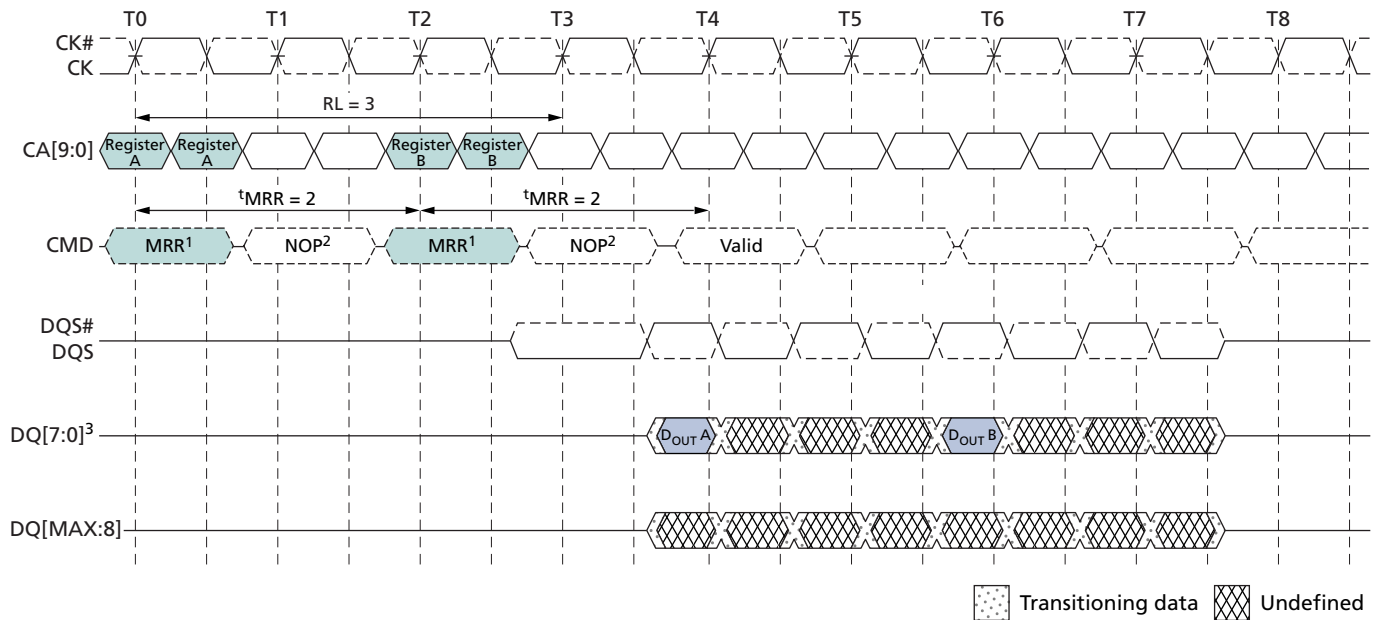 T0 T1 T2 T3 T4 T5 T6 T7 T8
CK#
CK
RL = 3
CA[9:0]
Register A Register A Register B Register B
tMRR = 2 tMRR = 2
CMD MRR1 NOP2 MRR1 NOP2 Valid
DQS#
DQS
DQ[7:0]3 DOUT A DOUT B
DQ[MAX:8]
Transitioning data Undefined